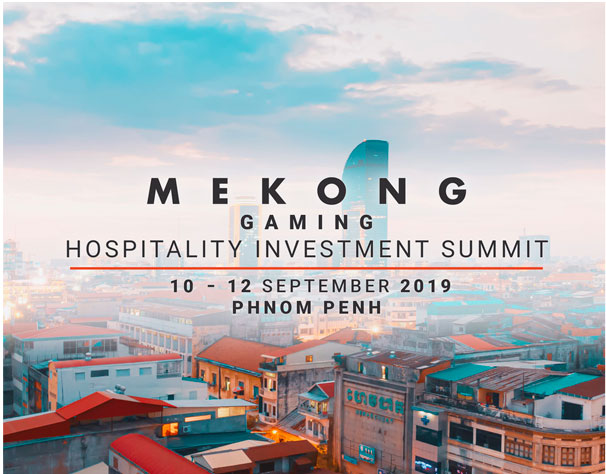 MEKONG
GAMING
HOSPITALITY INVESTMENT SUMMIT
10 - 12 SEPTEMBER 2019
PHNOM PENH